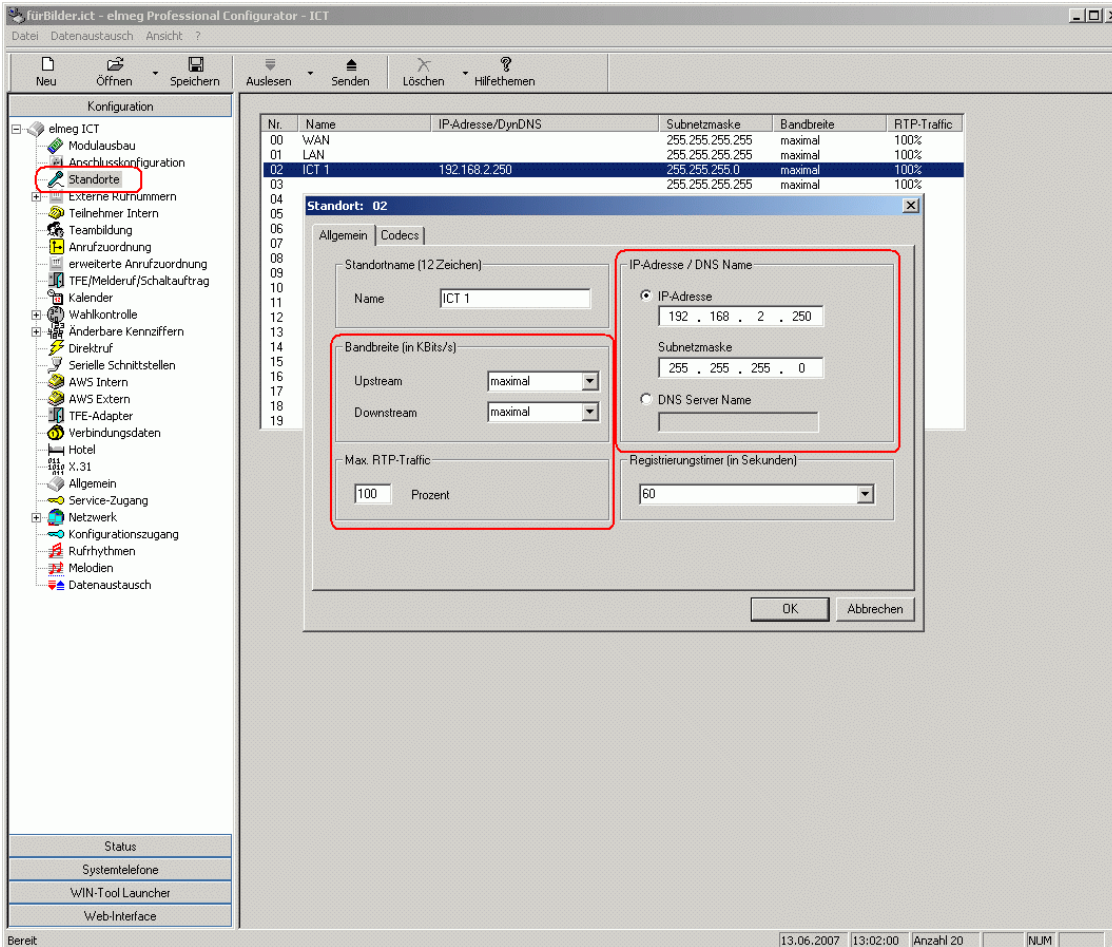 fürBilder.ict - elmeg Professional Configurator - ICT
Datei Datenaustausch Ansicht ?
Neu Öffnen Speichern Auslesen Senden Löschen Hilfethemen
Konfiguration
elmeg ICT
Modulausbau
Anschlusskonfiguration
Standorte
Externe Rufnummern
Teilnehmer Intern
Teambildung
Anrufzuordnung
erweiterte Anrufzuordnung
TFE/Melderuf/Schaltauftrag
Kalender
Wahlkontrolle
Änderbare Kennziffern
Direktruf
Serielle Schnittstellen
AWS Intern
AWS Extern
TFE-Adapter
Verbindungsdaten
Hotel
X.31
Allgemein
Service-Zugang
Netzwerk
Konfigurationszugang
Rufrhythmen
Melodien
Datenaustausch
Status
Systemtelefone
WIN-Tool Launcher
Web-Interface
Nr. Name IP-Adresse/DynDNS Subnetzmaske Bandbreite RTP-Traffic
00 WAN 255.255.255.255 maximal 100%
01 LAN 255.255.255.255 maximal 100%
02 ICT 1 192.168.2.250 255.255.255.0 maximal 100%
03 255.255.255.255 maximal 100%
04
05
06
07
08
09
10
11
12
13
14
15
16
17
18
19
Standort: 02
Allgemein Codecs
Standortname (12 Zeichen)
Name ICT 1
Bandbreite (in KBits/s)
Upstream maximal
Downstream maximal
Max. RTP-Traffic
100 Prozent
IP-Adresse / DNS Name
IP-Adresse
192 . 168 . 2 . 250
Subnetzmaske
255 . 255 . 255 . 0
DNS Server Name
Registrierungstimer (in Sekunden)
60
OK Abbrechen
Bereit 13.06.2007 13:02:00 Anzahl 20 NUM